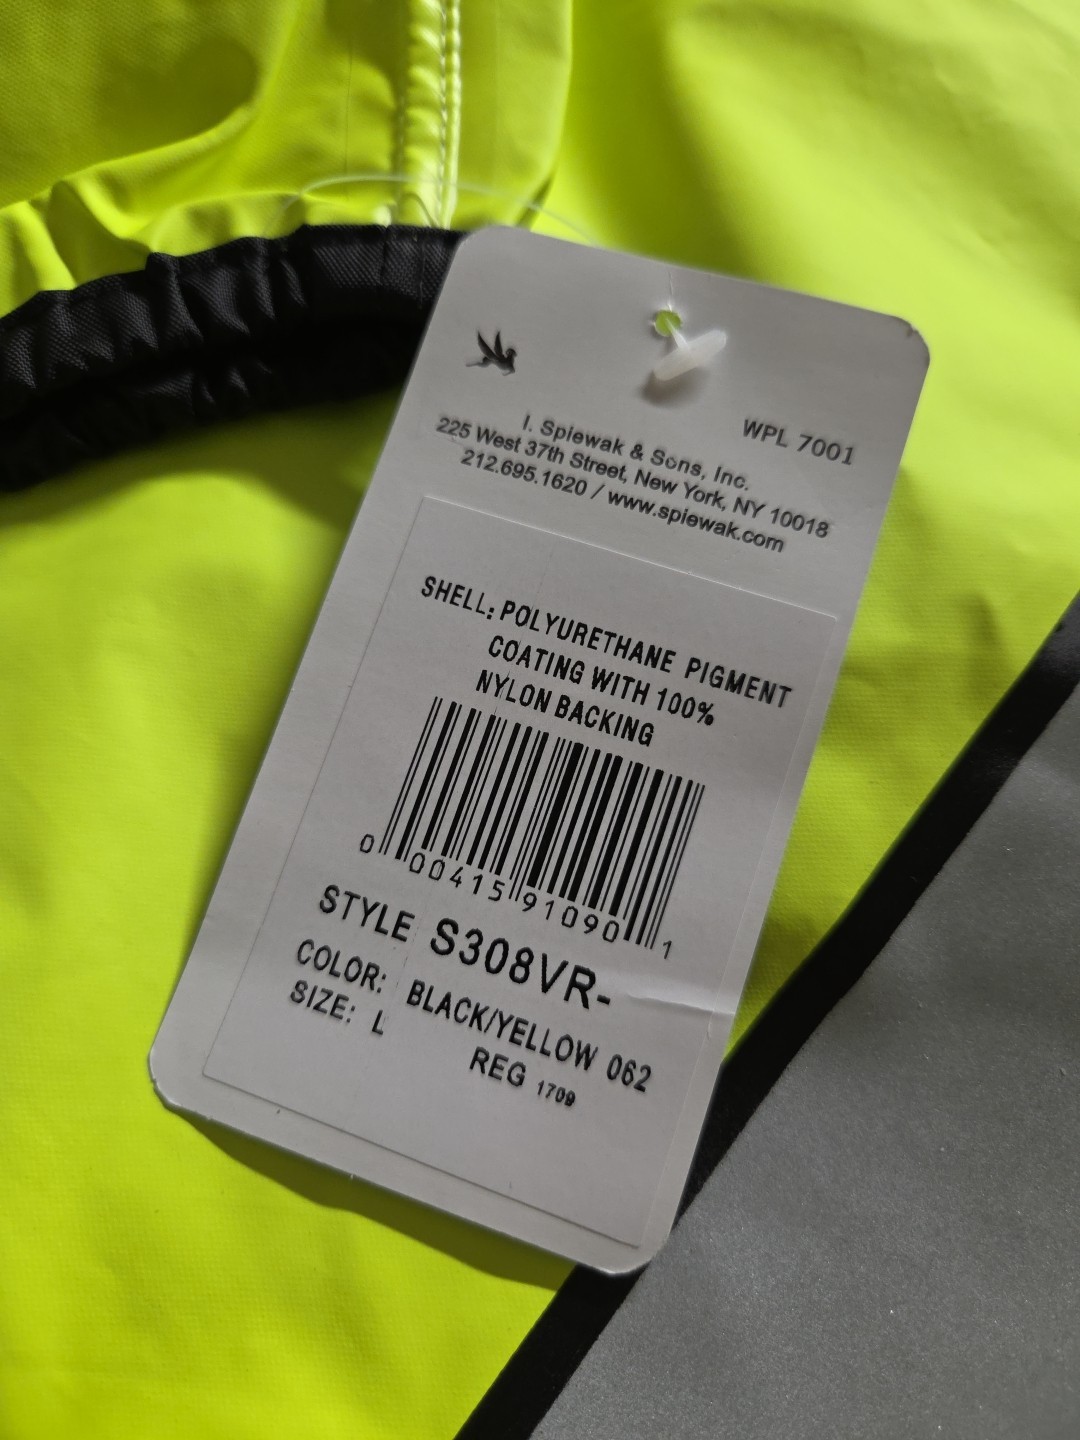 WPL 7001
I. Spiewak & Sons, Inc.
225 West 37th Street, New York, NY 10018
212.695.1620 / www.spiewak.com
SHELL: POLYURETHANE PIGMENT
COATING WITH 100%
NYLON BACKING
0 00415 91090 1
STYLE S308VR-
COLOR: BLACK/YELLOW 062
SIZE: L REG 1709